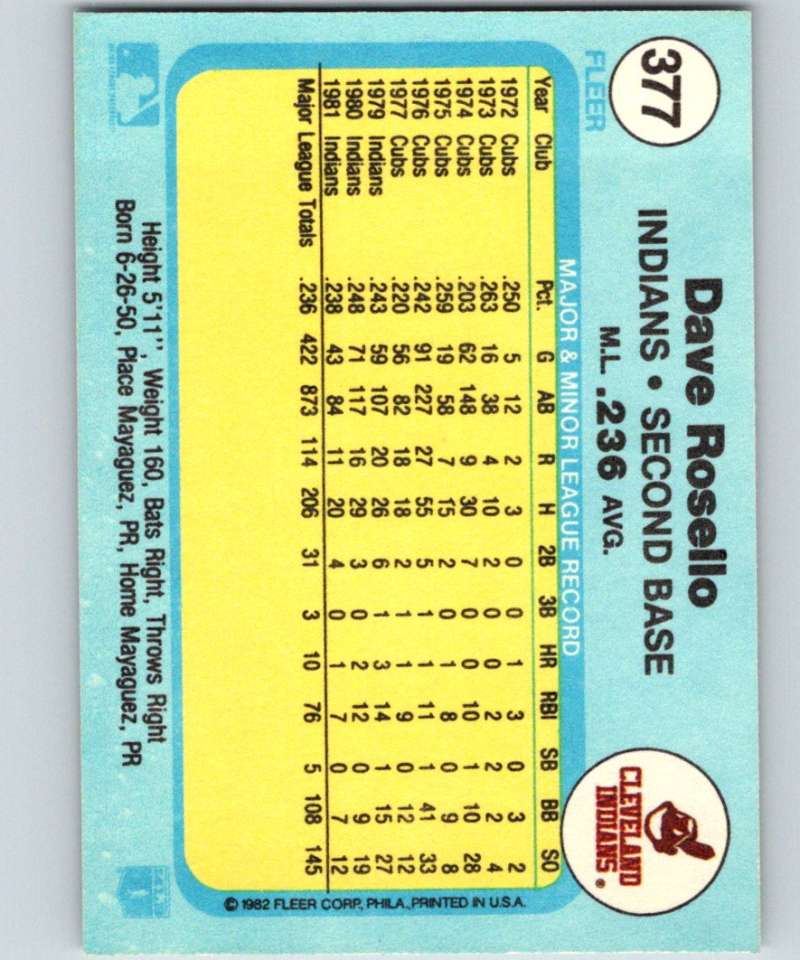 377
FLEER
Dave Rosello
INDIANS • SECOND BASE
M.L. .236 AVG.
CLEVELAND
INDIANS®
MAJOR & MINOR LEAGUE RECORD
Year Club Pct. G AB R H 2B 3B HR RBI SB BB SO
1972 Cubs .250 5 12 2 3 0 0 1 3 0 3 2
1973 Cubs .263 16 38 4 10 2 0 0 2 2 2 4
1974 Cubs .203 62 148 9 30 7 0 0 10 1 10 28
1975 Cubs .259 19 58 7 15 2 0 1 8 0 9 8
1976 Cubs .242 91 227 27 55 5 1 1 11 1 41 33
1977 Cubs .220 56 82 18 18 2 1 1 9 0 12 12
1979 Indians .243 59 107 20 26 6 1 3 14 1 15 27
1980 Indians .248 71 117 16 29 3 0 2 12 0 9 19
1981 Indians .238 43 84 11 20 4 0 1 7 0 7 12
Major League Totals .236 422 873 114 206 31 3 10 76 5 108 145
© 1982 FLEER CORP., PHILA., PRINTED IN U.S.A.
Height 5'11", Weight 160, Bats Right, Throws Right
Born 6-26-50, Place Mayaguez, PR, Home Mayaguez, PR